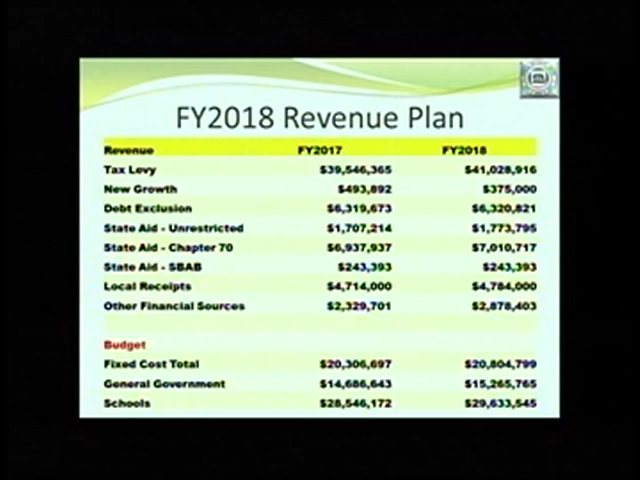 FY2018 Revenue Plan
Revenue FY2017 FY2018
Tax Levy $39,546,365 $41,028,916
New Growth $493,892 $375,000
Debt Exclusion $6,319,673 $6,320,821
State Aid - Unrestricted $1,707,214 $1,773,795
State Aid - Chapter 70 $6,937,937 $7,010,717
State Aid - SBAB $243,393 $243,393
Local Receipts $4,714,000 $4,784,000
Other Financial Sources $2,329,701 $2,878,403
Budget
Fixed Cost Total $20,306,697 $20,804,799
General Government $14,686,643 $15,265,765
Schools $28,546,172 $29,633,545